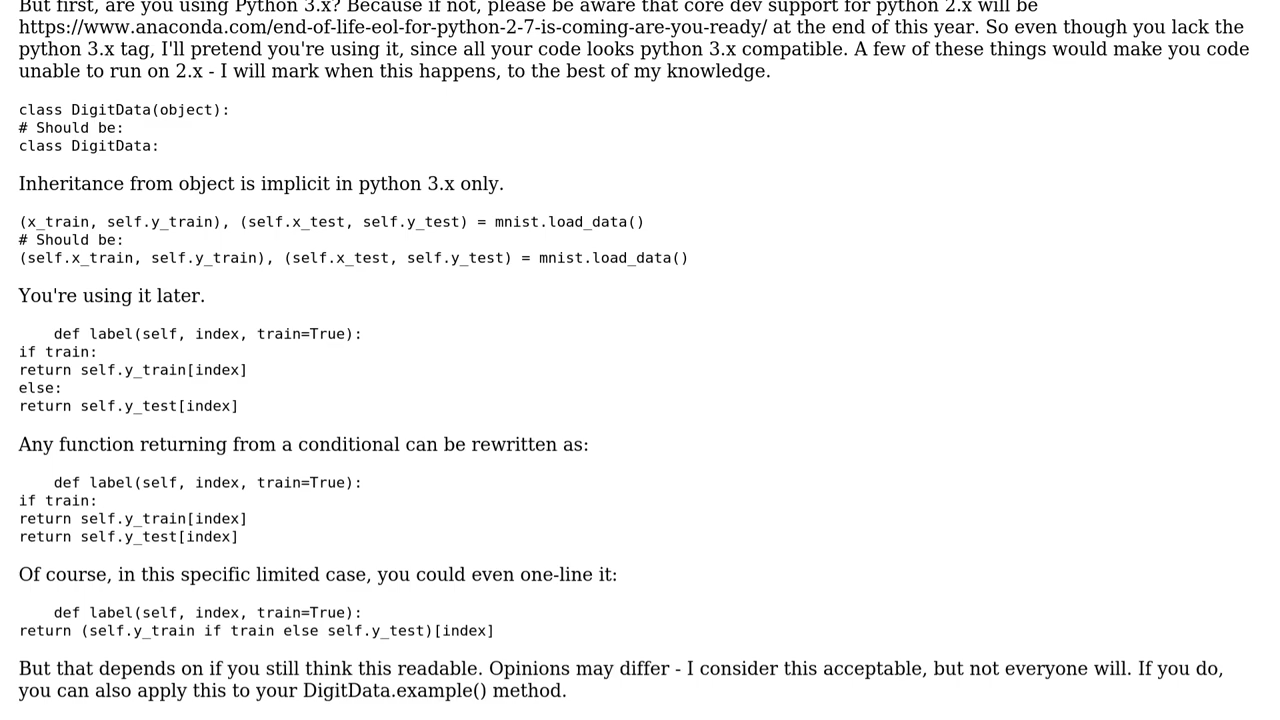 But first, are you using Python 3.x? Because if not, please be aware that core dev support for python 2.x will be
https://www.anaconda.com/end-of-life-eol-for-python-2-7-is-coming-are-you-ready/ at the end of this year. So even though you lack the
python 3.x tag, I'll pretend you're using it, since all your code looks python 3.x compatible. A few of these things would make you code
unable to run on 2.x - I will mark when this happens, to the best of my knowledge.
class DigitData(object):
# Should be:
class DigitData:
Inheritance from object is implicit in python 3.x only.
(x_train, self.y_train), (self.x_test, self.y_test) = mnist.load_data()
# Should be:
(self.x_train, self.y_train), (self.x_test, self.y_test) = mnist.load_data()
You're using it later.
    def label(self, index, train=True):
if train:
return self.y_train[index]
else:
return self.y_test[index]
Any function returning from a conditional can be rewritten as:
    def label(self, index, train=True):
if train:
return self.y_train[index]
return self.y_test[index]
Of course, in this specific limited case, you could even one-line it:
    def label(self, index, train=True):
return (self.y_train if train else self.y_test)[index]
But that depends on if you still think this readable. Opinions may differ - I consider this acceptable, but not everyone will. If you do,
you can also apply this to your DigitData.example() method.